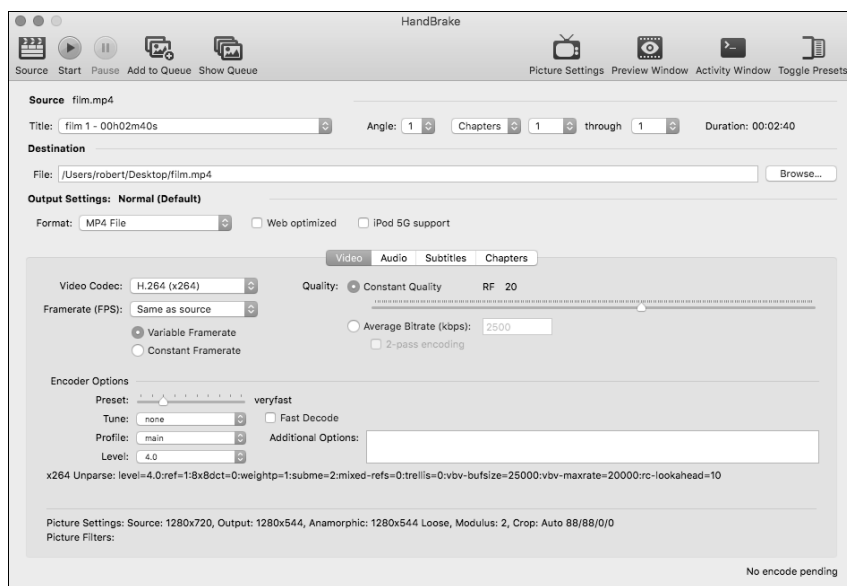 HandBrake
Source Start Pause Add to Queue Show Queue Picture Settings Preview Window Activity Window Toggle Presets
Source film.mp4
Title: film 1 - 00h02m40s Angle: 1 Chapters 1 through 1 Duration: 00:02:40
Destination
File: /Users/robert/Desktop/film.mp4 Browse...
Output Settings: Normal (Default)
Format: MP4 File Web optimized iPod 5G support
Video Audio Subtitles Chapters
Video Codec: H.264 (x264) Quality: Constant Quality RF 20
Framerate (FPS): Same as source
Variable Framerate Average Bitrate (kbps): 2500
Constant Framerate 2-pass encoding
Encoder Options
Preset: veryfast
Tune: none Fast Decode
Profile: main Additional Options:
Level: 4.0
x264 Unparse: level=4.0:ref=1:8x8dct=0:weightp=1:subme=2:mixed-refs=0:trellis=0:vbv-bufsize=25000:vbv-maxrate=20000:rc-lookahead=10
Picture Settings: Source: 1280x720, Output: 1280x544, Anamorphic: 1280x544 Loose, Modulus: 2, Crop: Auto 88/88/0/0
Picture Filters:
No encode pending